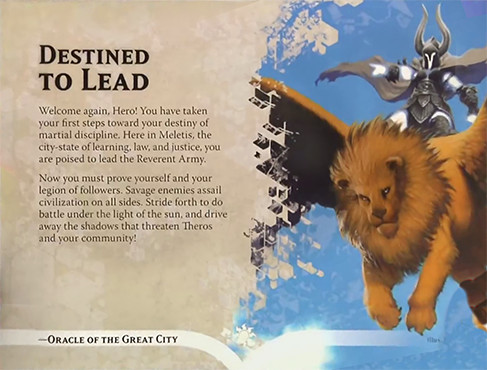 DESTINED
TO LEAD
Welcome again, Hero! You have taken
your first steps toward your destiny of
martial discipline. Here in Meletis, the
city-state of learning, law, and justice, you
are poised to lead the Reverent Army.
Now you must prove yourself and your
legion of followers. Savage enemies assail
civilization on all sides. Stride forth to do
battle under the light of the sun, and drive
away the shadows that threaten Theros
and your community!
—ORACLE OF THE GREAT CITY